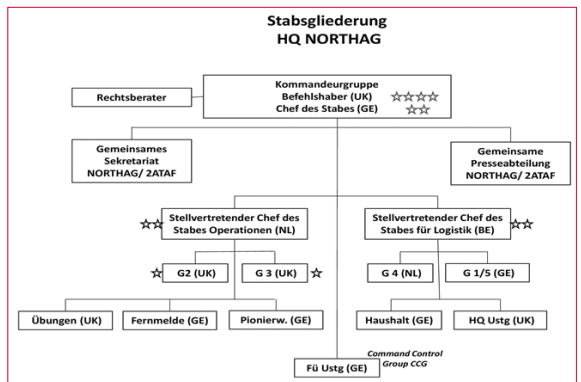 Stabsgliederung
HQ NORTHAG
Kommandeurgruppe
Befehlshaber (UK)
Chef des Stabes (GE)
Rechtsberater
Gemeinsames
Sekretariat
NORTHAG/ 2ATAF
Gemeinsame
Presseabteilung
NORTHAG/ 2ATAF
Stellvertretender Chef des
Stabes Operationen (NL)
Stellvertretender Chef des
Stabes für Logistik (BE)
G2 (UK)
G 3 (UK)
G 4 (NL)
G 1/5 (GE)
Übungen (UK)
Fernmelde (GE)
Pionierw. (GE)
Haushalt (GE)
HQ Ustg (UK)
Fü Ustg (GE)
Command Control
Group CCG